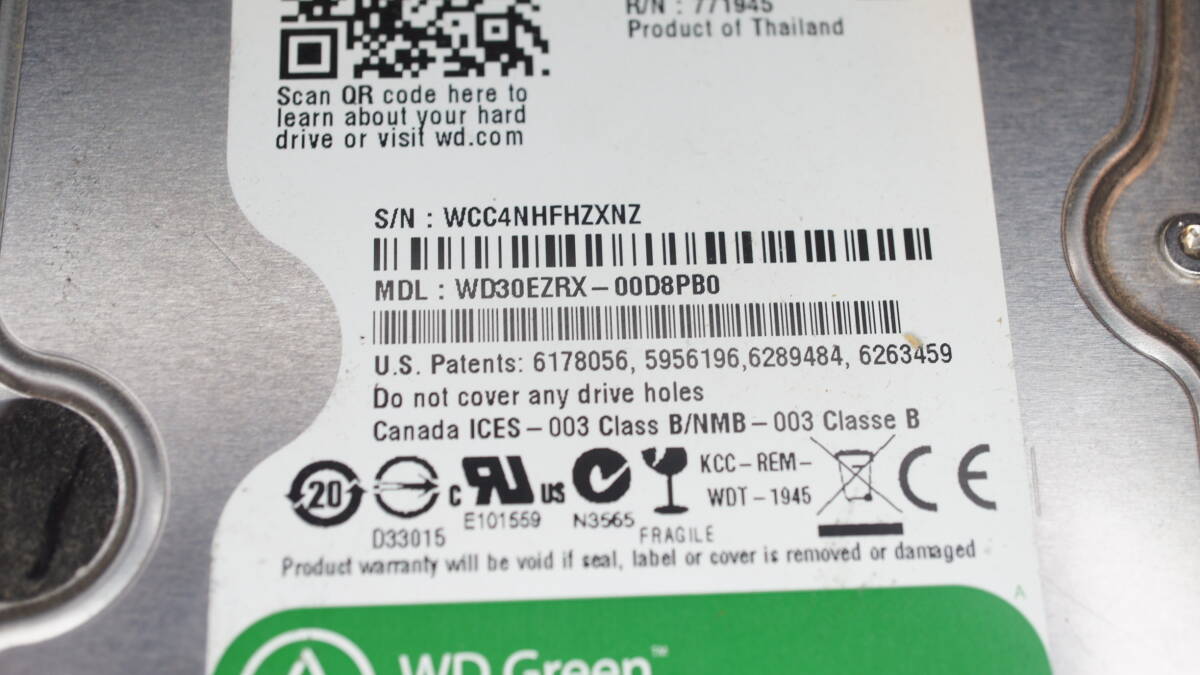 R/N : 771945
Product of Thailand
Scan QR code here to
learn about your hard
drive or visit wd.com
S/N : WCC4NHFHZXNZ
MDL : WD30EZRX – 00D8PB0
U.S. Patents: 6178056, 5956196,6289484, 6263459
Do not cover any drive holes
Canada ICES – 003 Class B/NMB – 003 Classe B
20
D33015
C UL US
E101559
N3565
FRAGILE
KCC – REM –
WDT – 1945
CE
Product warranty will be void if seal, label or cover is removed or damaged
A
WD Green™